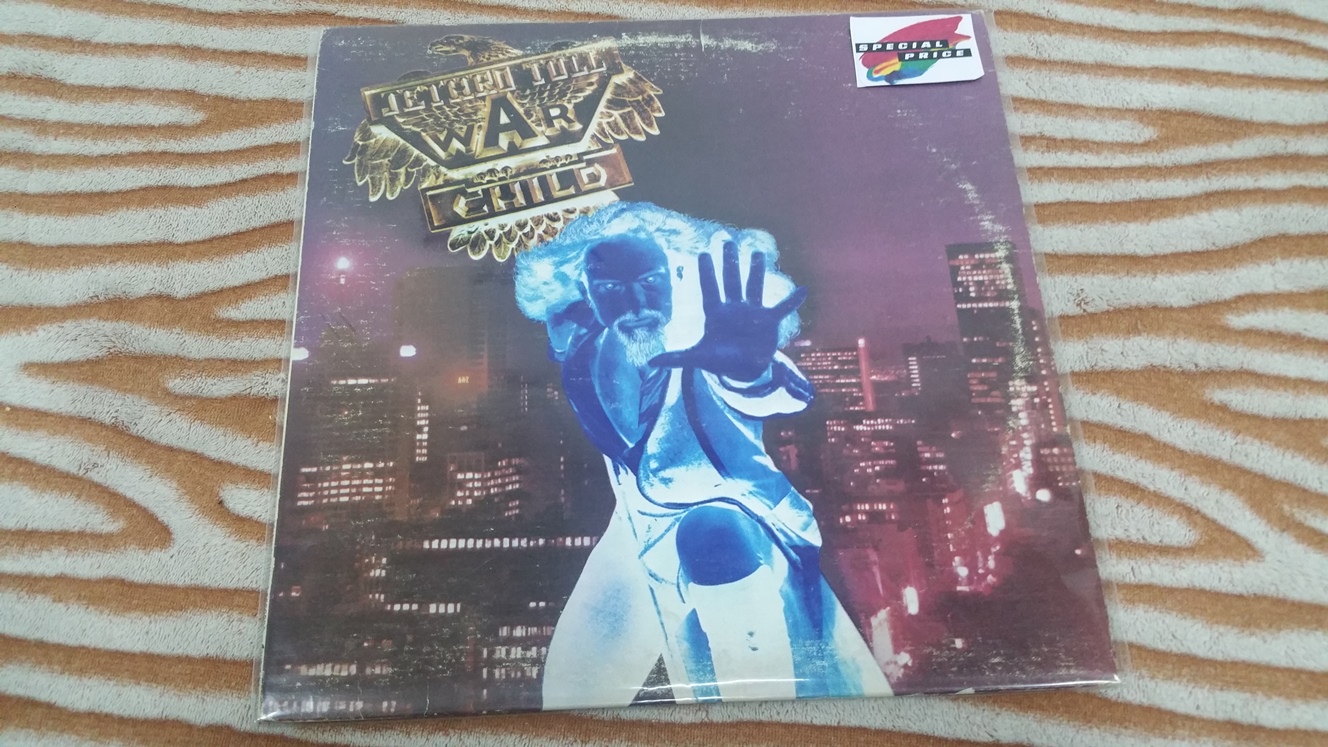 JETHRO TULL
WAR
CHILD
SPECIAL
PRICE